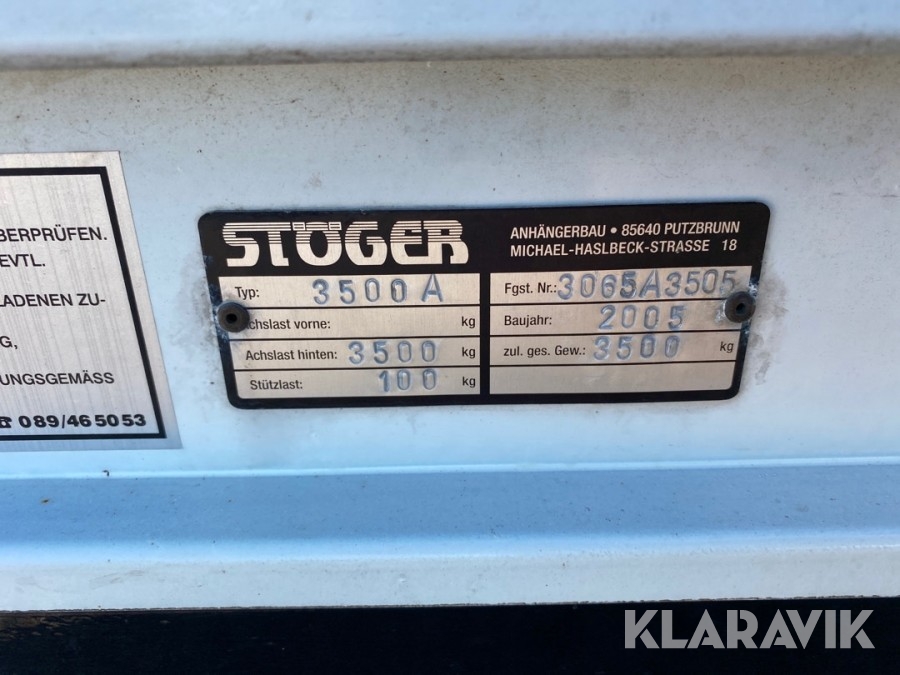 BERPRÜFEN.
EVTL.
LADENEN ZU-
G,
UNGSGEMÄSS
☎ 089/46 50 53
STÖGER
ANHÄNGERBAU • 85640 PUTZBRUNN
MICHAEL-HASLBECK-STRASSE 18
Typ: 3500A
chslast vorne: kg
Achslast hinten: 3500 kg
Stützlast: 100 kg
Fgst. Nr.: 3065A3505
Baujahr: 2005
zul. ges. Gew.: 3500 kg
KLARAVIK